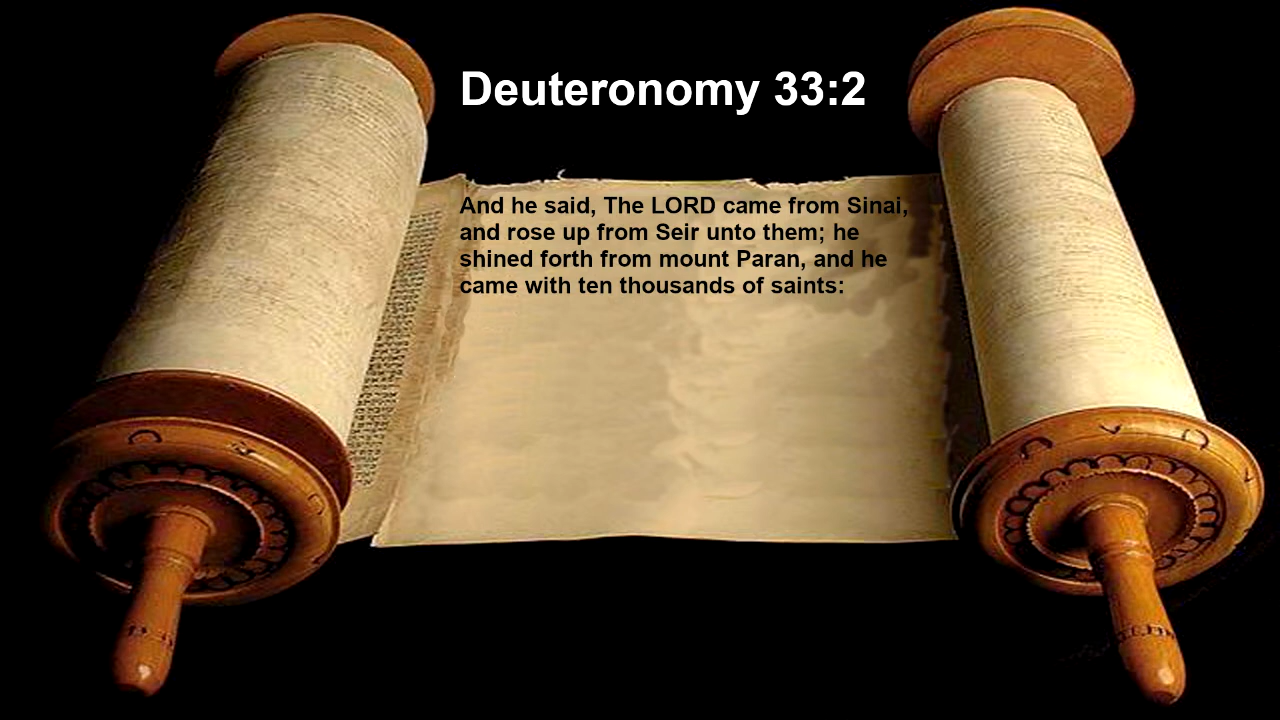 Deuteronomy 33:2
And he said, The LORD came from Sinai,
and rose up from Seir unto them; he
shined forth from mount Paran, and he
came with ten thousands of saints: